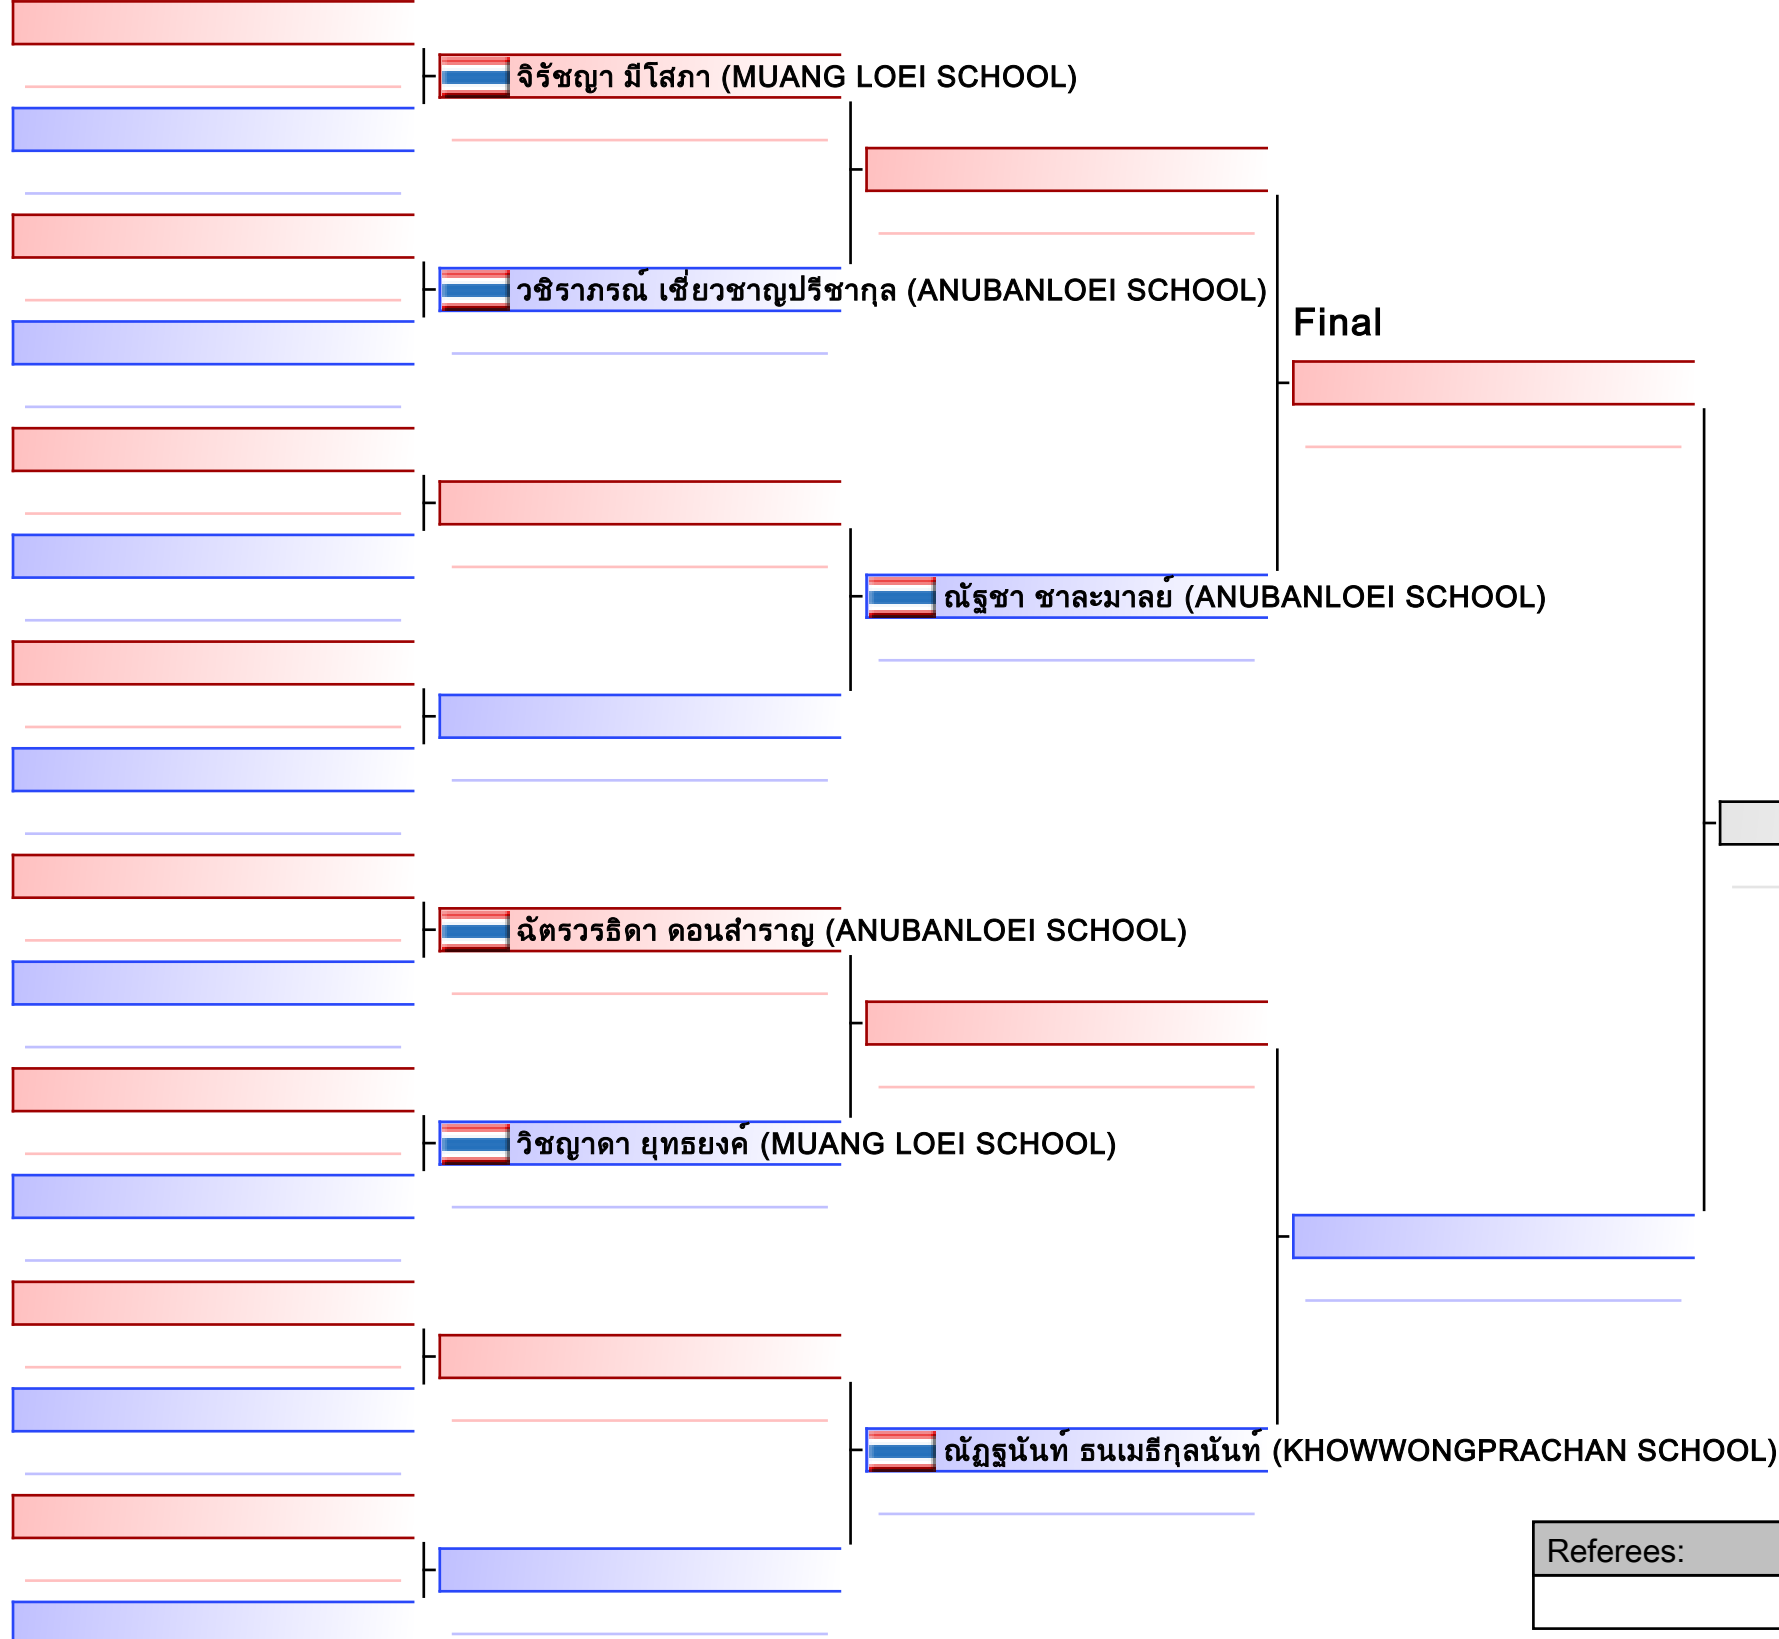 จิรัชญา มีโสภา (MUANG LOEI SCHOOL)
วชิราภรณ์ เชี่ยวชาญปรีชากุล (ANUBANLOEI SCHOOL)
Final
ณัฐชา ชาละมาลย์ (ANUBANLOEI SCHOOL)
ฉัตรวรธิดา ดอนสำราญ (ANUBANLOEI SCHOOL)
วิชญาดา ยุทธยงค์ (MUANG LOEI SCHOOL)
ณัฏฐนันท์ ธนเมธีกุลนันท์ (KHOWWONGPRACHAN SCHOOL)
Referees: